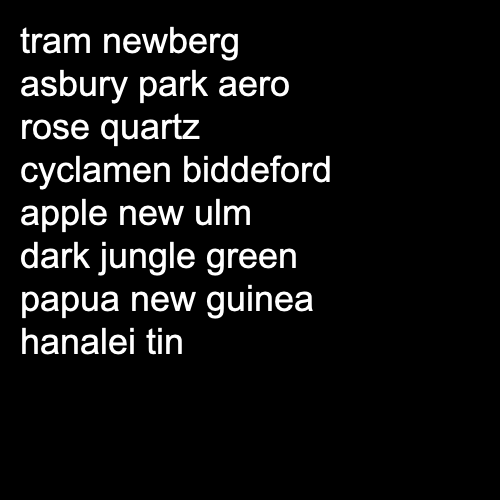 tram newberg
asbury park aero
rose quartz
cyclamen biddeford
apple new ulm
dark jungle green
papua new guinea
hanalei tin